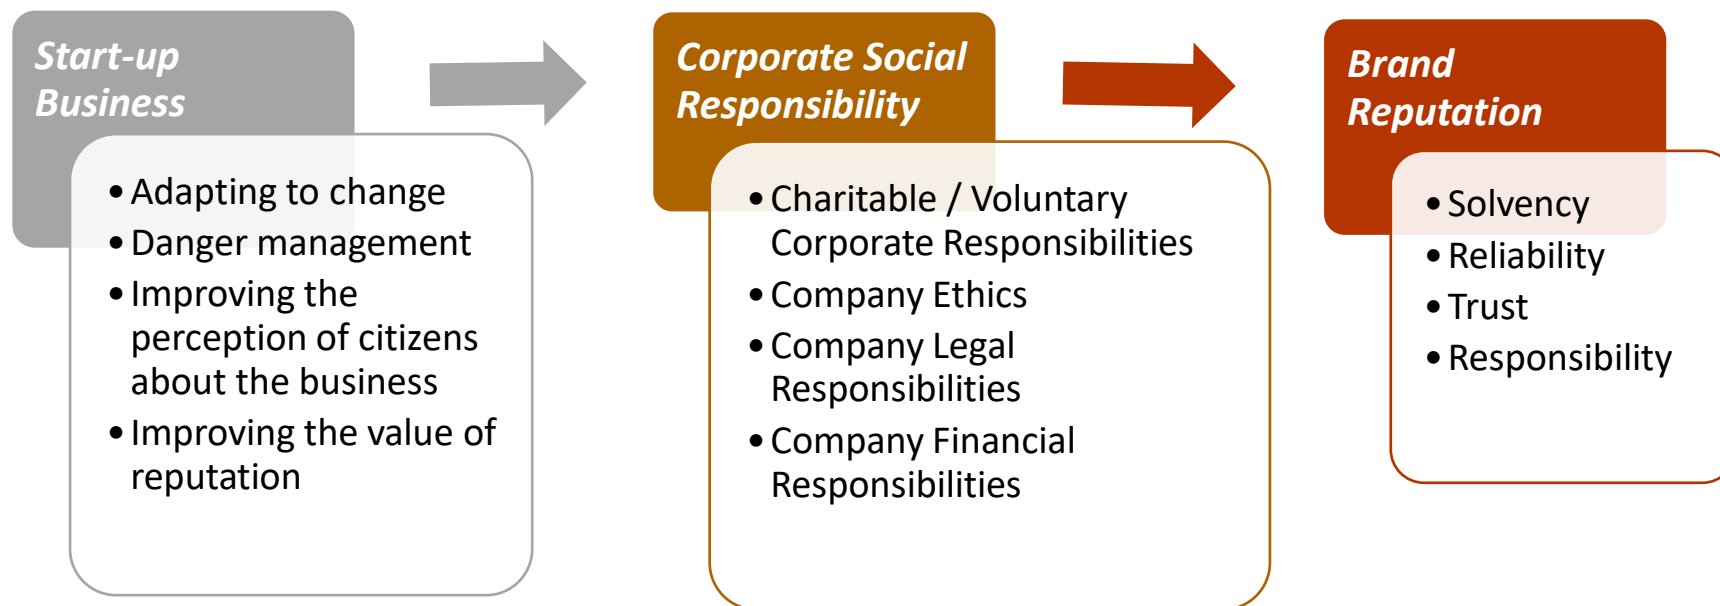 Start-up
Business
• Adapting to change
• Danger management
• Improving the
perception of citizens
about the business
• Improving the value of
reputation
Corporate Social
Responsibility
• Charitable / Voluntary
Corporate Responsibilities
• Company Ethics
• Company Legal
Responsibilities
• Company Financial
Responsibilities
Brand
Reputation
• Solvency
• Reliability
• Trust
• Responsibility